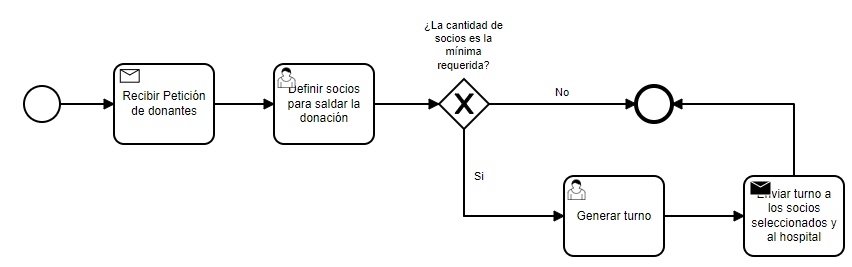 ¿La cantidad de
socios es la
mínima
requerida?
Recibir Petición
de donantes
Definir socios
para saldar la
donación
No
Si
Generar turno
Enviar turno a
los socios
seleccionados y
al hospital